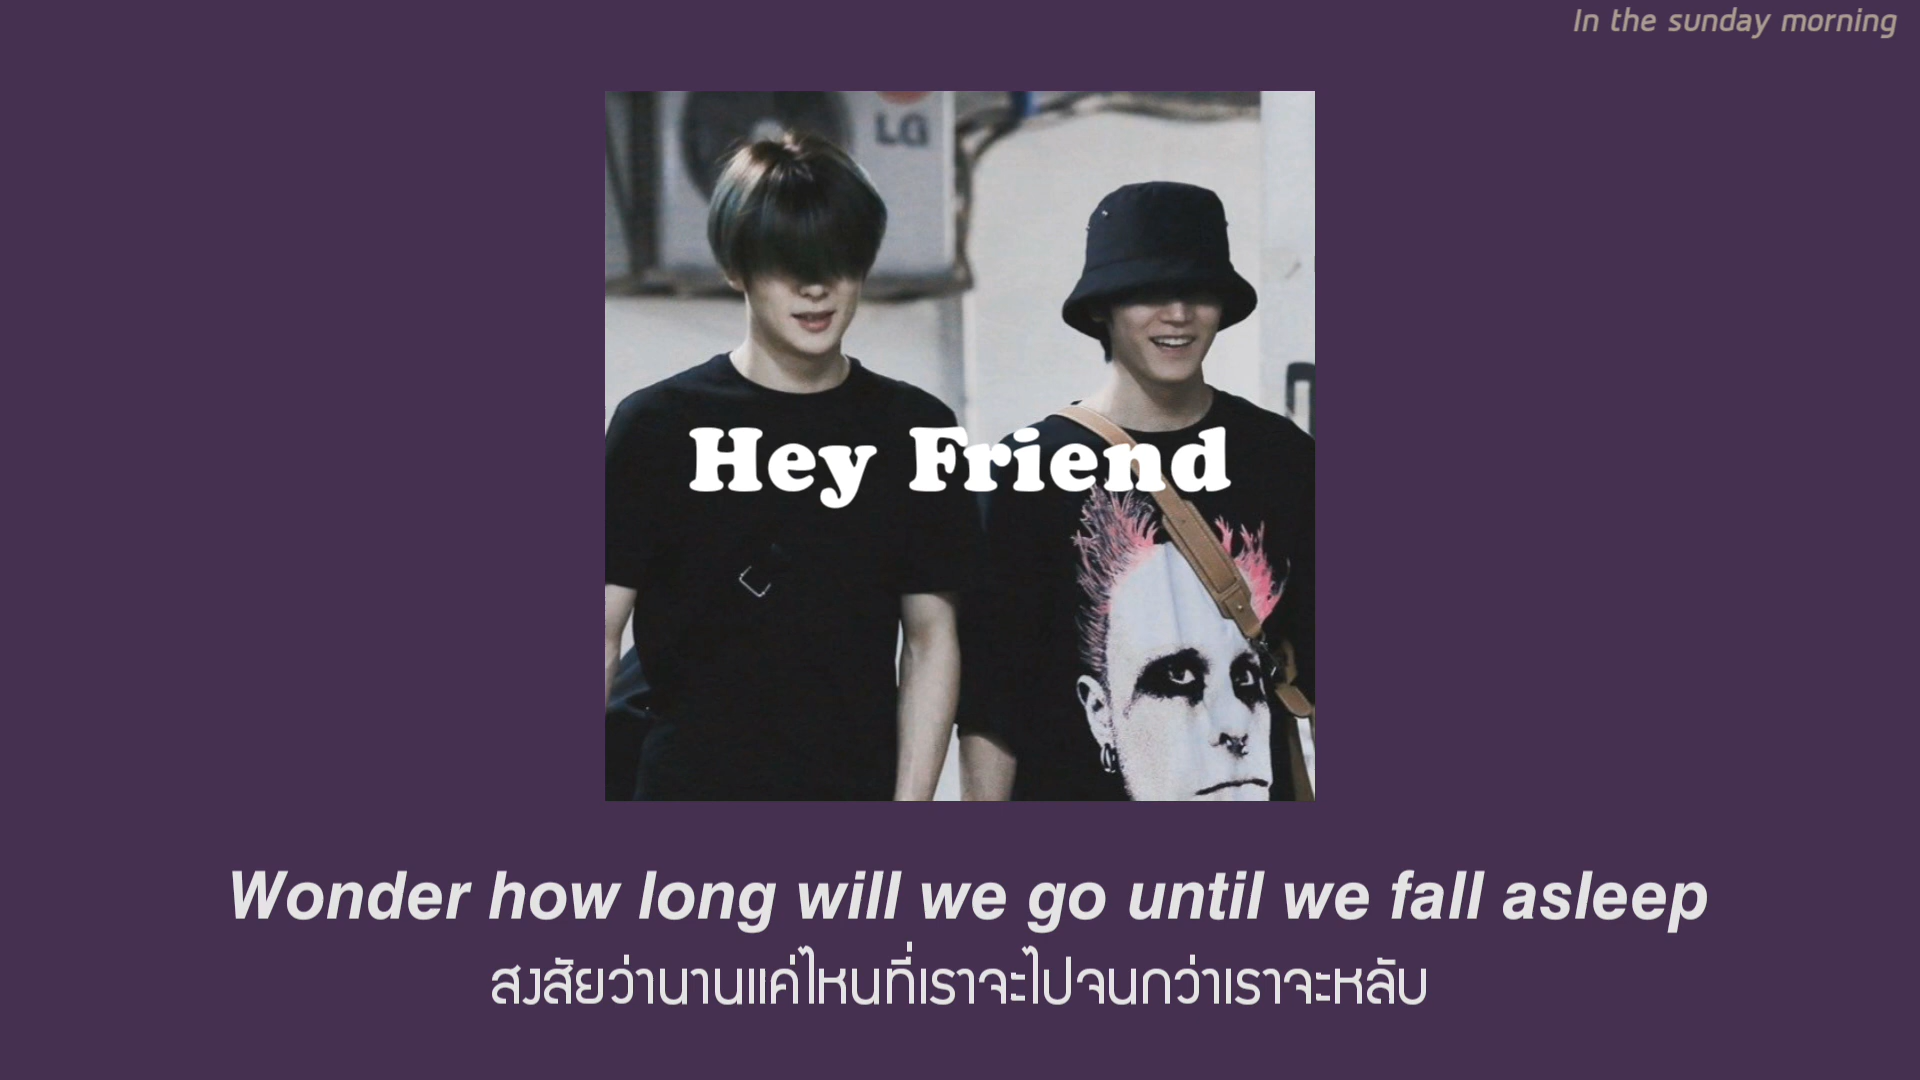 In the sunday morning
LG
Hey Friend
Wonder how long will we go until we fall asleep
สงสัยว่านานแค่ไหนที่เราจะไปจนกว่าเราจะหลับ